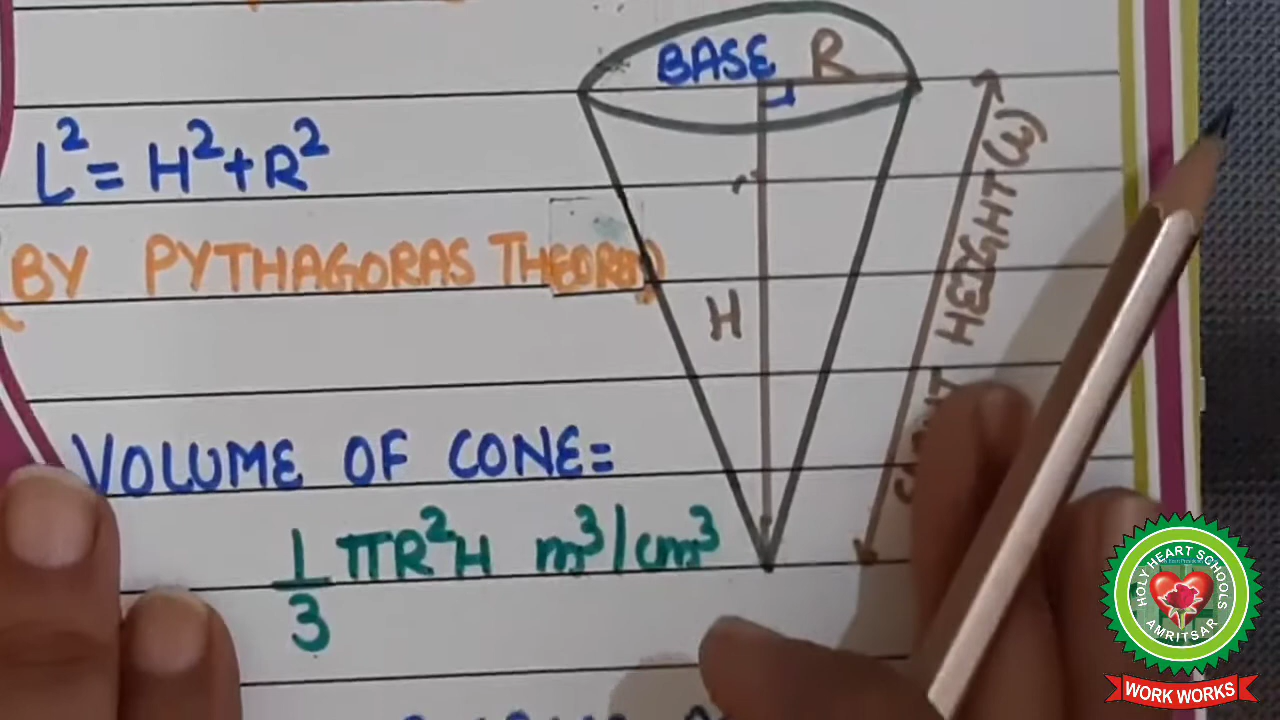 BASE R
L²= H²+R²
(BY PYTHAGORAS THEOREM)
H
HEIGHT(L)
VOLUME OF CONE=
1/3 πR²H m³/cm³
HOLY HEART SCHOOLS
AMRITSAR
WORK WORKS